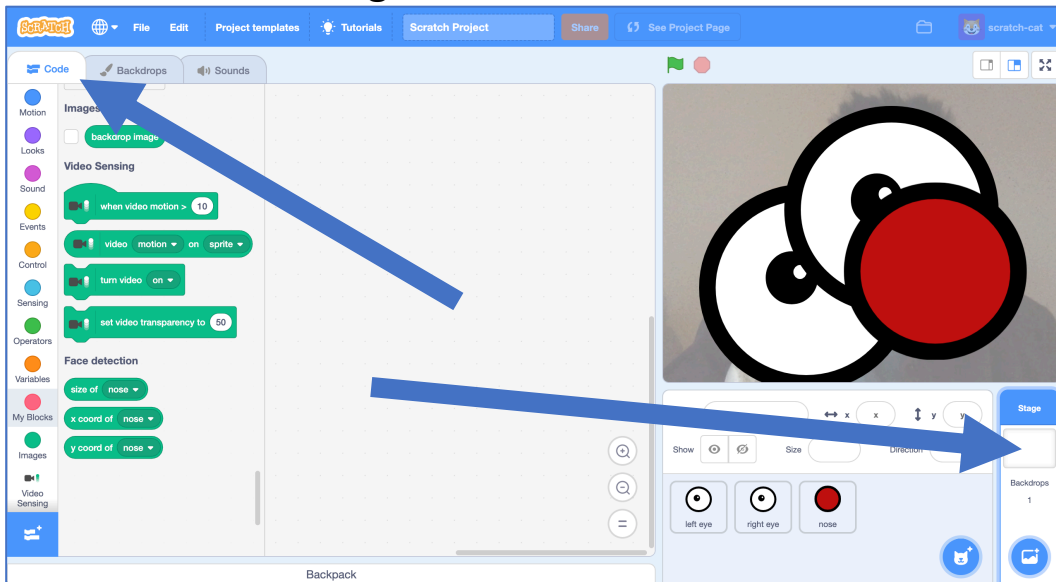 SCRATCH File Edit Project templates Tutorials Scratch Project Share See Project Page scratch-cat
Code Backdrops Sounds
Motion
Looks
Sound
Events
Control
Sensing
Operators
Variables
My Blocks
Images
Video
Sensing
Images
backdrop image
Video Sensing
when video motion > 10
video motion on sprite
turn video on
set video transparency to 50
Face detection
size of nose
x coord of nose
y coord of nose
Backpack
x x y y
Show Size Direction
left eye right eye nose
Stage
Backdrops
1